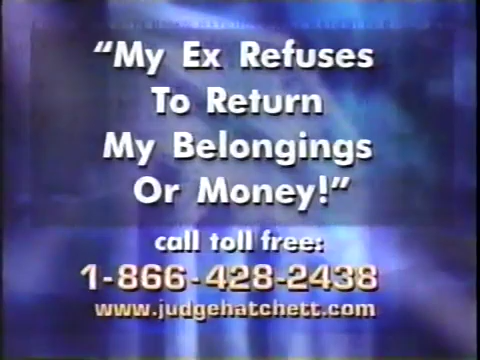 “My Ex Refuses
To Return
My Belongings
Or Money!”
call toll free:
1-866-428-2438
www.judgehatchett.com